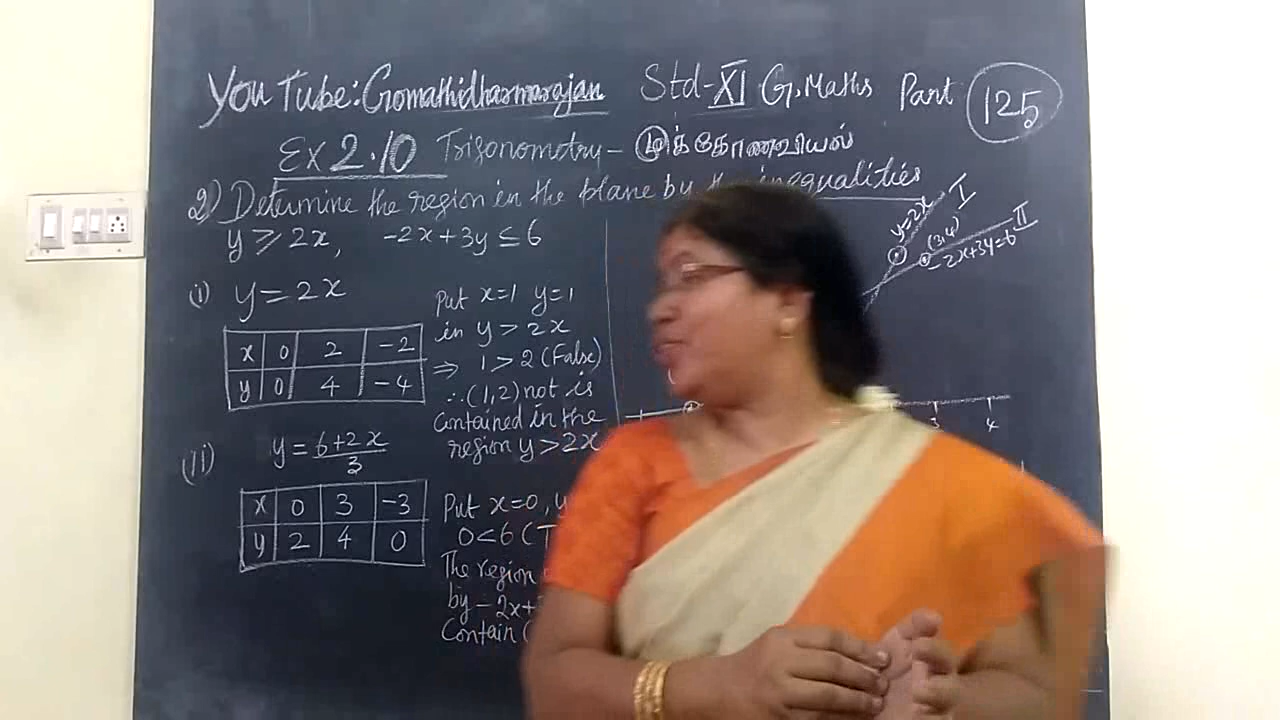 You Tube: Gomathidharmarajan Std-XI G.Maths Part 125
Ex 2.10 Trigonometry -
2) Determine the region in the plane by the inequalities
y ⩾ 2x, -2x+3y ≤ 6
(i) y = 2x
x 0 2 -2
y 0 4 -4
Put x=1 y=1
in y > 2x
⇒ 1 > 2 (False)
∴ (1,2) not is
contained in the
region y > 2x
(ii) y = 6+2x / 3
x 0 3 -3
y 2 4 0
Put x=0,
0<6 (T
The region
by - 2x+
Contain (
y=2x I
(3,4) II
-2x+3y=6
3 4